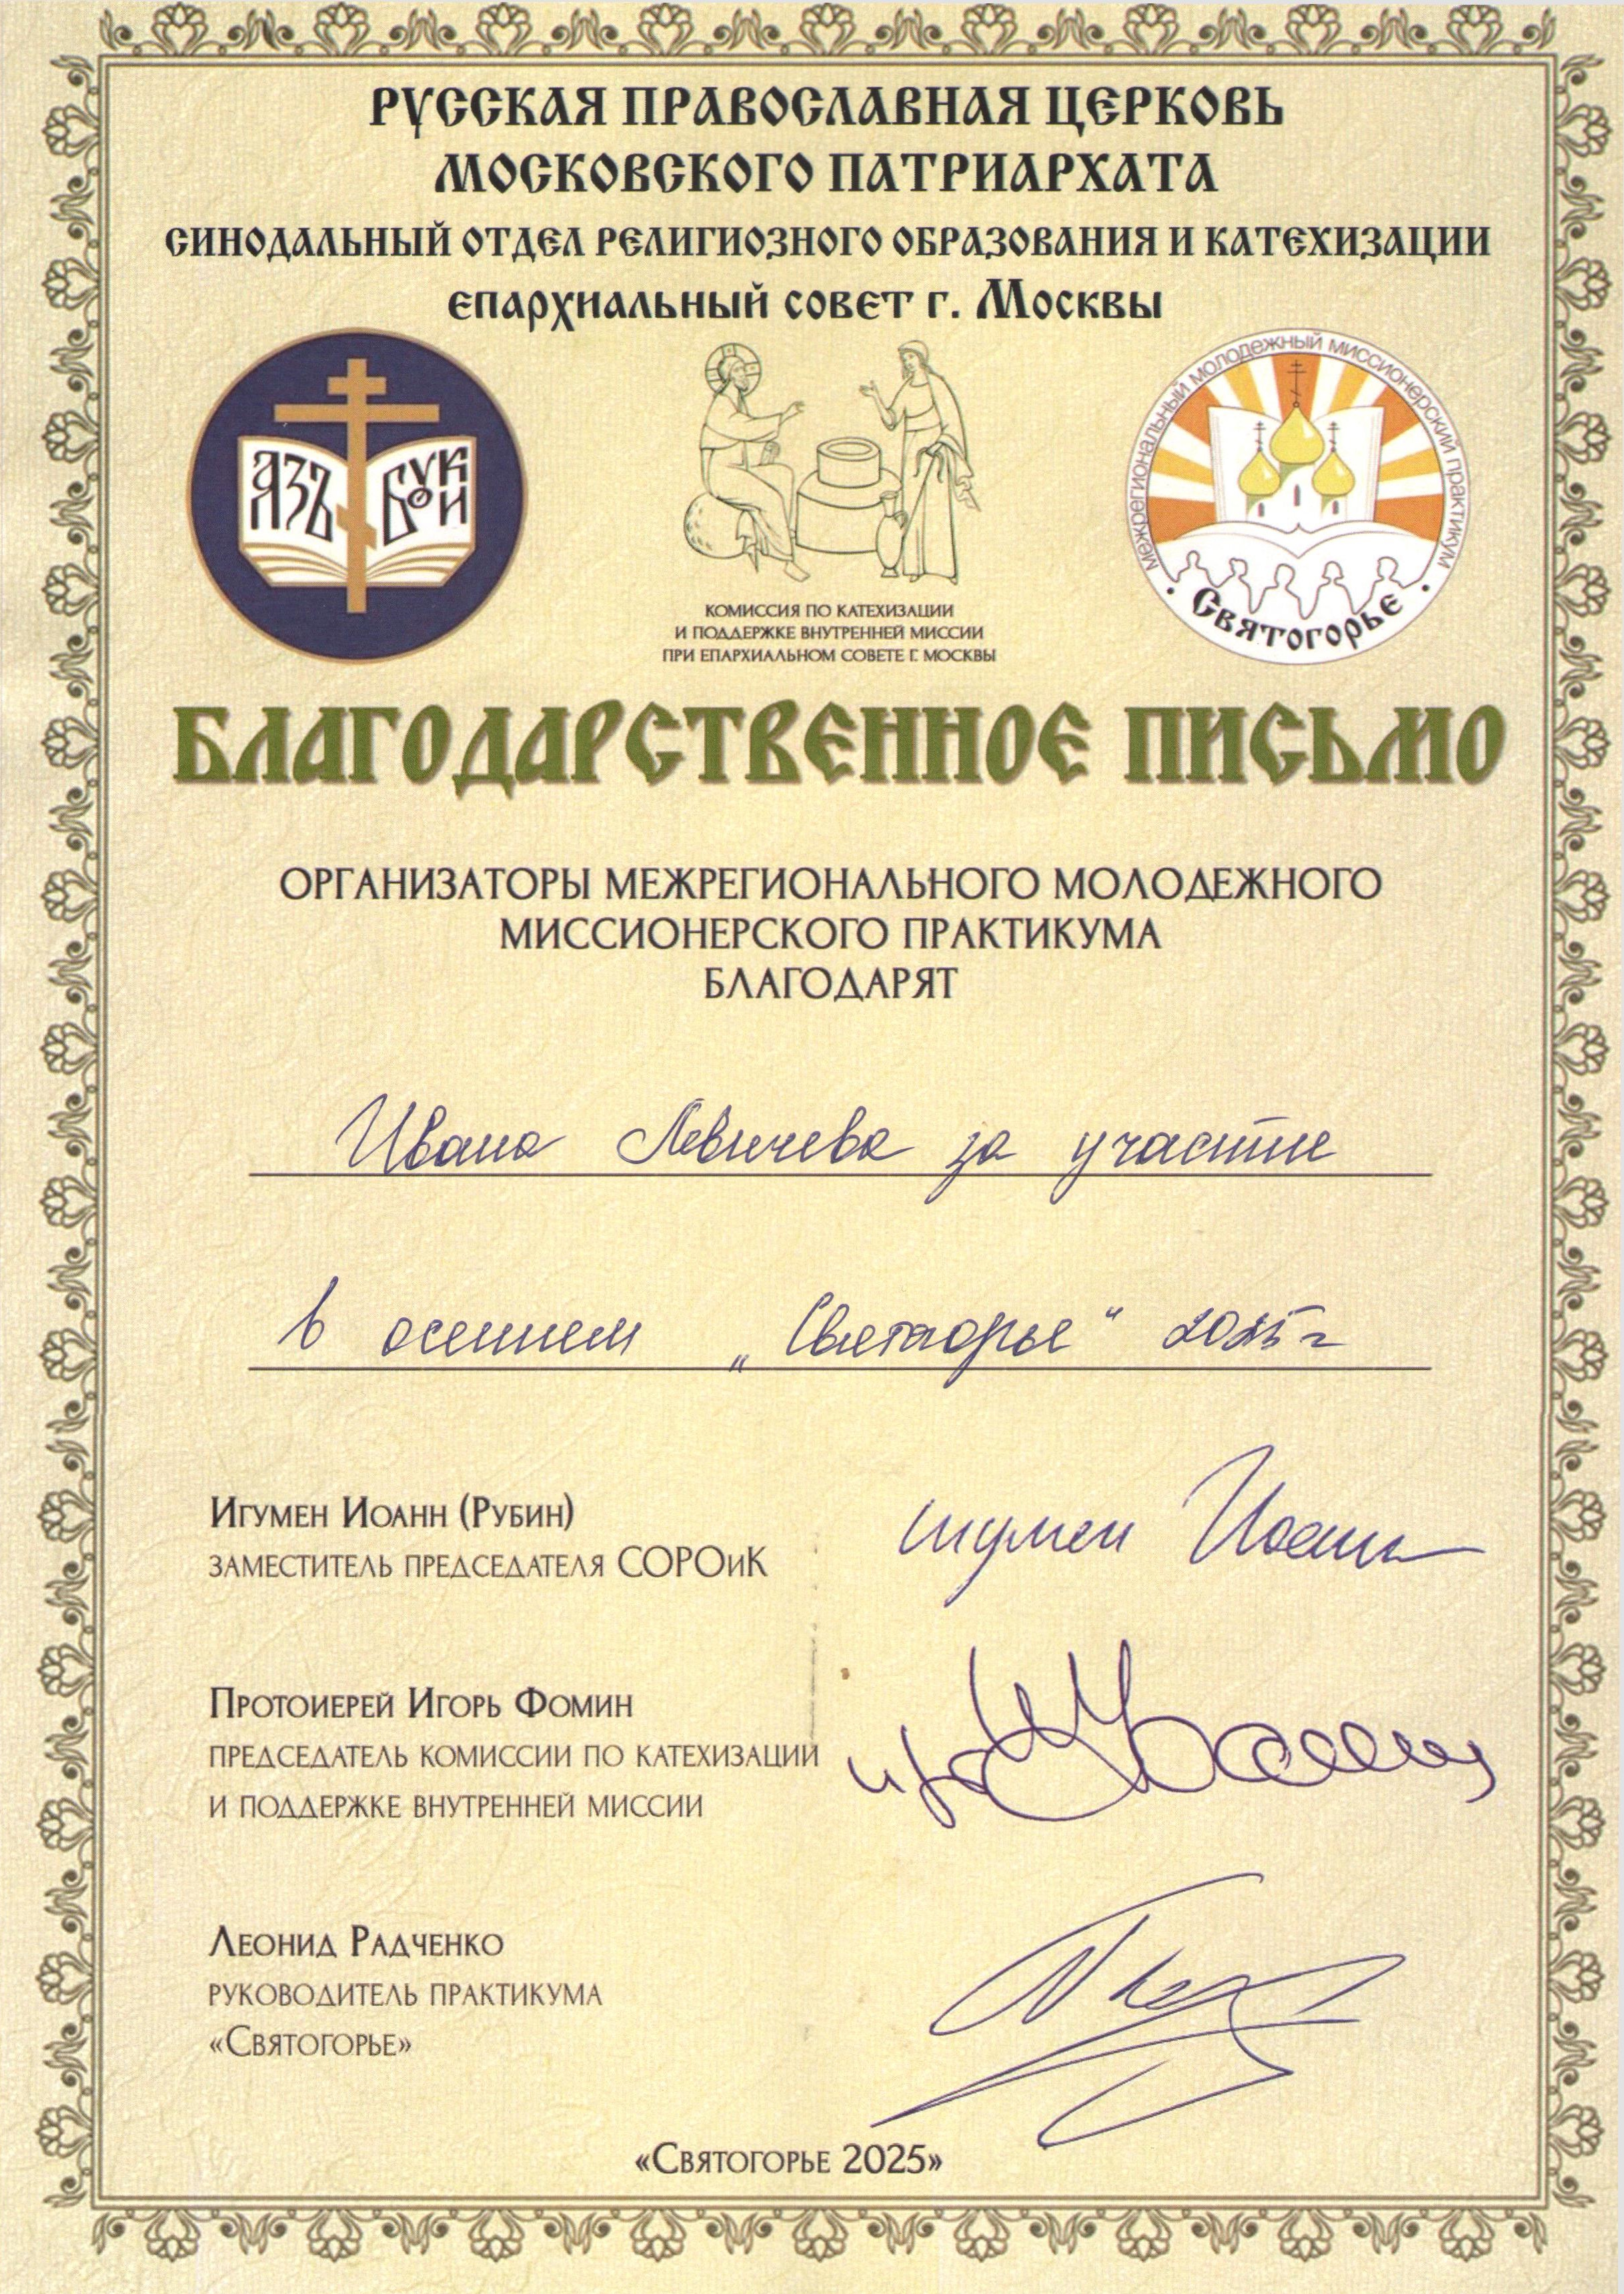 РУССКАЯ ПРАВОСЛАВНАЯ ЦЕРКОВЬ
МОСКОВСКОГО ПАТРИАРХАТА
СИНОДАЛЬНЫЙ ОТДЕЛ РЕЛИГИОЗНОГО ОБРАЗОВАНИЯ И КАТЕХИЗАЦИИ
ЕПАРХИАЛЬНЫЙ СОВЕТ Г. МОСКВЫ
АЗЪ БУКИ
КОМИССИЯ ПО КАТЕХИЗАЦИИ
И ПОДДЕРЖКЕ ВНУТРЕННЕЙ МИССИИ
ПРИ ЕПАРХИАЛЬНОМ СОВЕТЕ Г. МОСКВЫ
МЕЖРЕГИОНАЛЬНЫЙ МОЛОДЕЖНЫЙ МИССИОНЕРСКИЙ ПРАКТИКУМ
• СВЯТОГОРЬЕ •
БЛАГОДАРСТВЕННОЕ ПИСЬМО
ОРГАНИЗАТОРЫ МЕЖРЕГИОНАЛЬНОГО МОЛОДЕЖНОГО
МИССИОНЕРСКОГО ПРАКТИКУМА
БЛАГОДАРЯТ
Ивана Левичева за участие
в осеннем „Святогорье“ 2025 г
ИГУМЕН ИОАНН (РУБИН)
ЗАМЕСТИТЕЛЬ ПРЕДСЕДАТЕЛЯ СОРОиК
игумен Иоанн
ПРОТОИЕРЕЙ ИГОРЬ ФОМИН
ПРЕДСЕДАТЕЛЬ КОМИССИИ ПО КАТЕХИЗАЦИИ
И ПОДДЕРЖКЕ ВНУТРЕННЕЙ МИССИИ
ЛЕОНИД РАДЧЕНКО
РУКОВОДИТЕЛЬ ПРАКТИКУМА
«СВЯТОГОРЬЕ»
«СВЯТОГОРЬЕ 2025»